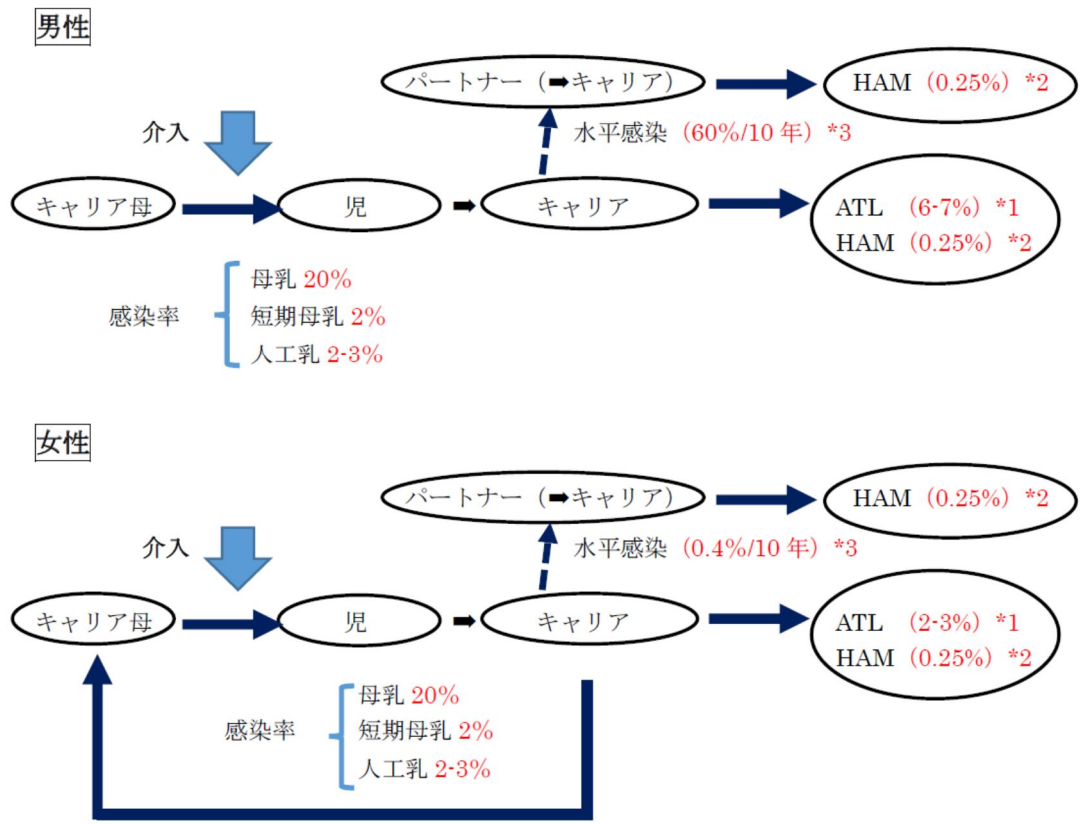 男性
パートナー（➡キャリア）
HAM（0.25%）*2
介入
水平感染（60%/10 年）*3
キャリア母
児
➡
キャリア
ATL （6-7%）*1
HAM（0.25%）*2
感染率
母乳 20%
短期母乳 2%
人工乳 2-3%
女性
パートナー（➡キャリア）
HAM（0.25%）*2
介入
水平感染（0.4%/10 年）*3
キャリア母
児
➡
キャリア
ATL （2-3%）*1
HAM（0.25%）*2
感染率
母乳 20%
短期母乳 2%
人工乳 2-3%